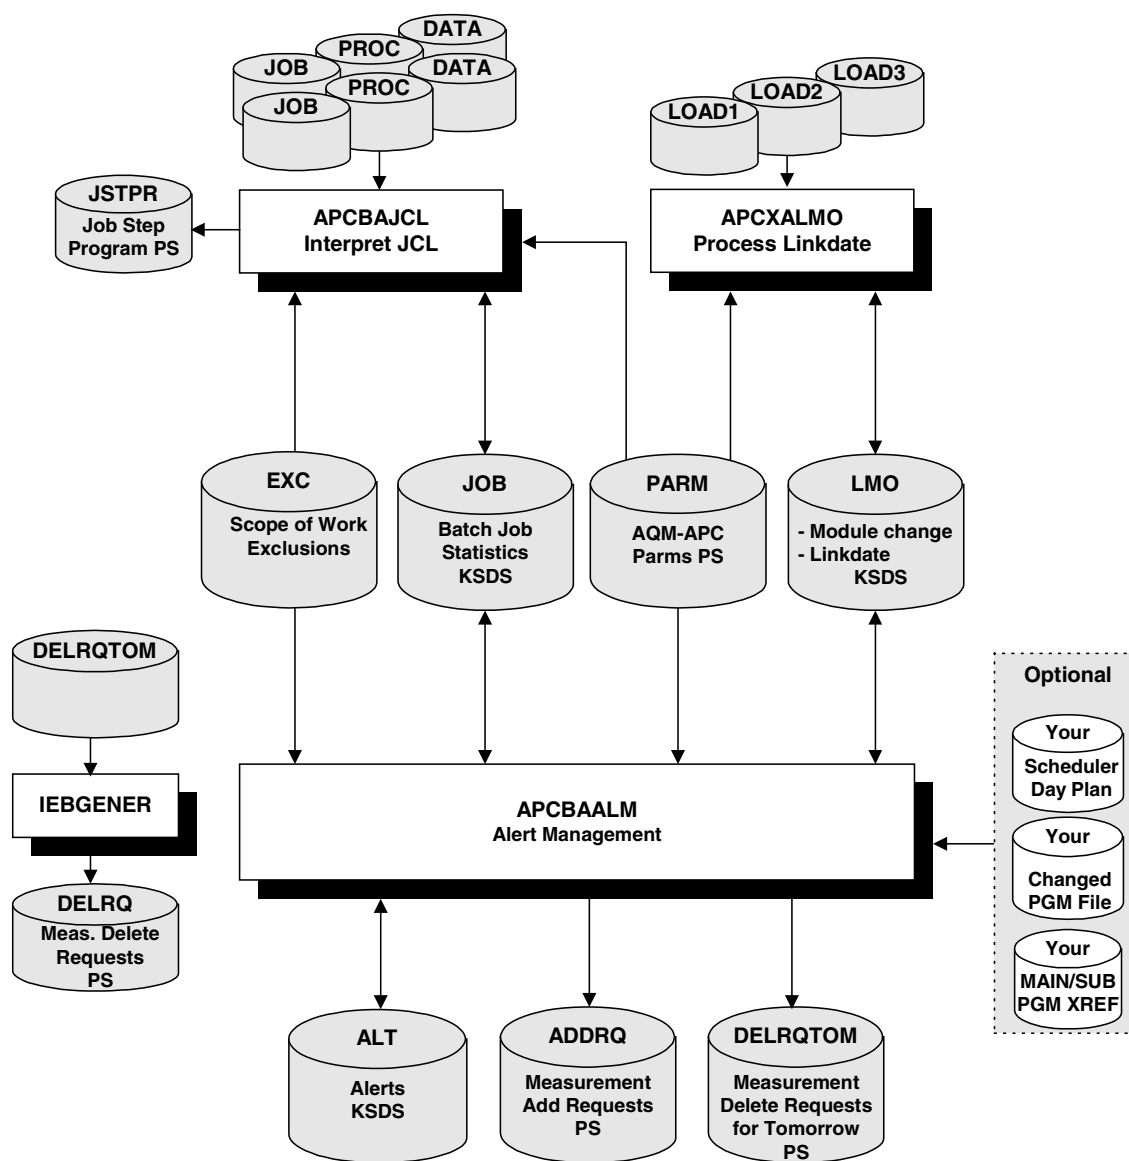 DATA
PROC
JOB
DATA
PROC
JOB
LOAD3
LOAD2
LOAD1
JSTPR
Job Step
Program PS
APCBAJCL
Interpret JCL
APCXALMO
Process Linkdate
EXC
Scope of Work
Exclusions
JOB
Batch Job
Statistics
KSDS
PARM
AQM-APC
Parms PS
LMO
- Module change
- Linkdate
KSDS
DELRQTOM
IEBGENER
DELRQ
Meas. Delete
Requests
PS
APCBAALM
Alert Management
Optional
Your
Scheduler
Day Plan
Your
Changed
PGM File
Your
MAIN/SUB
PGM XREF
ALT
Alerts
KSDS
ADDRQ
Measurement
Add Requests
PS
DELRQTOM
Measurement
Delete Requests
for Tomorrow
PS